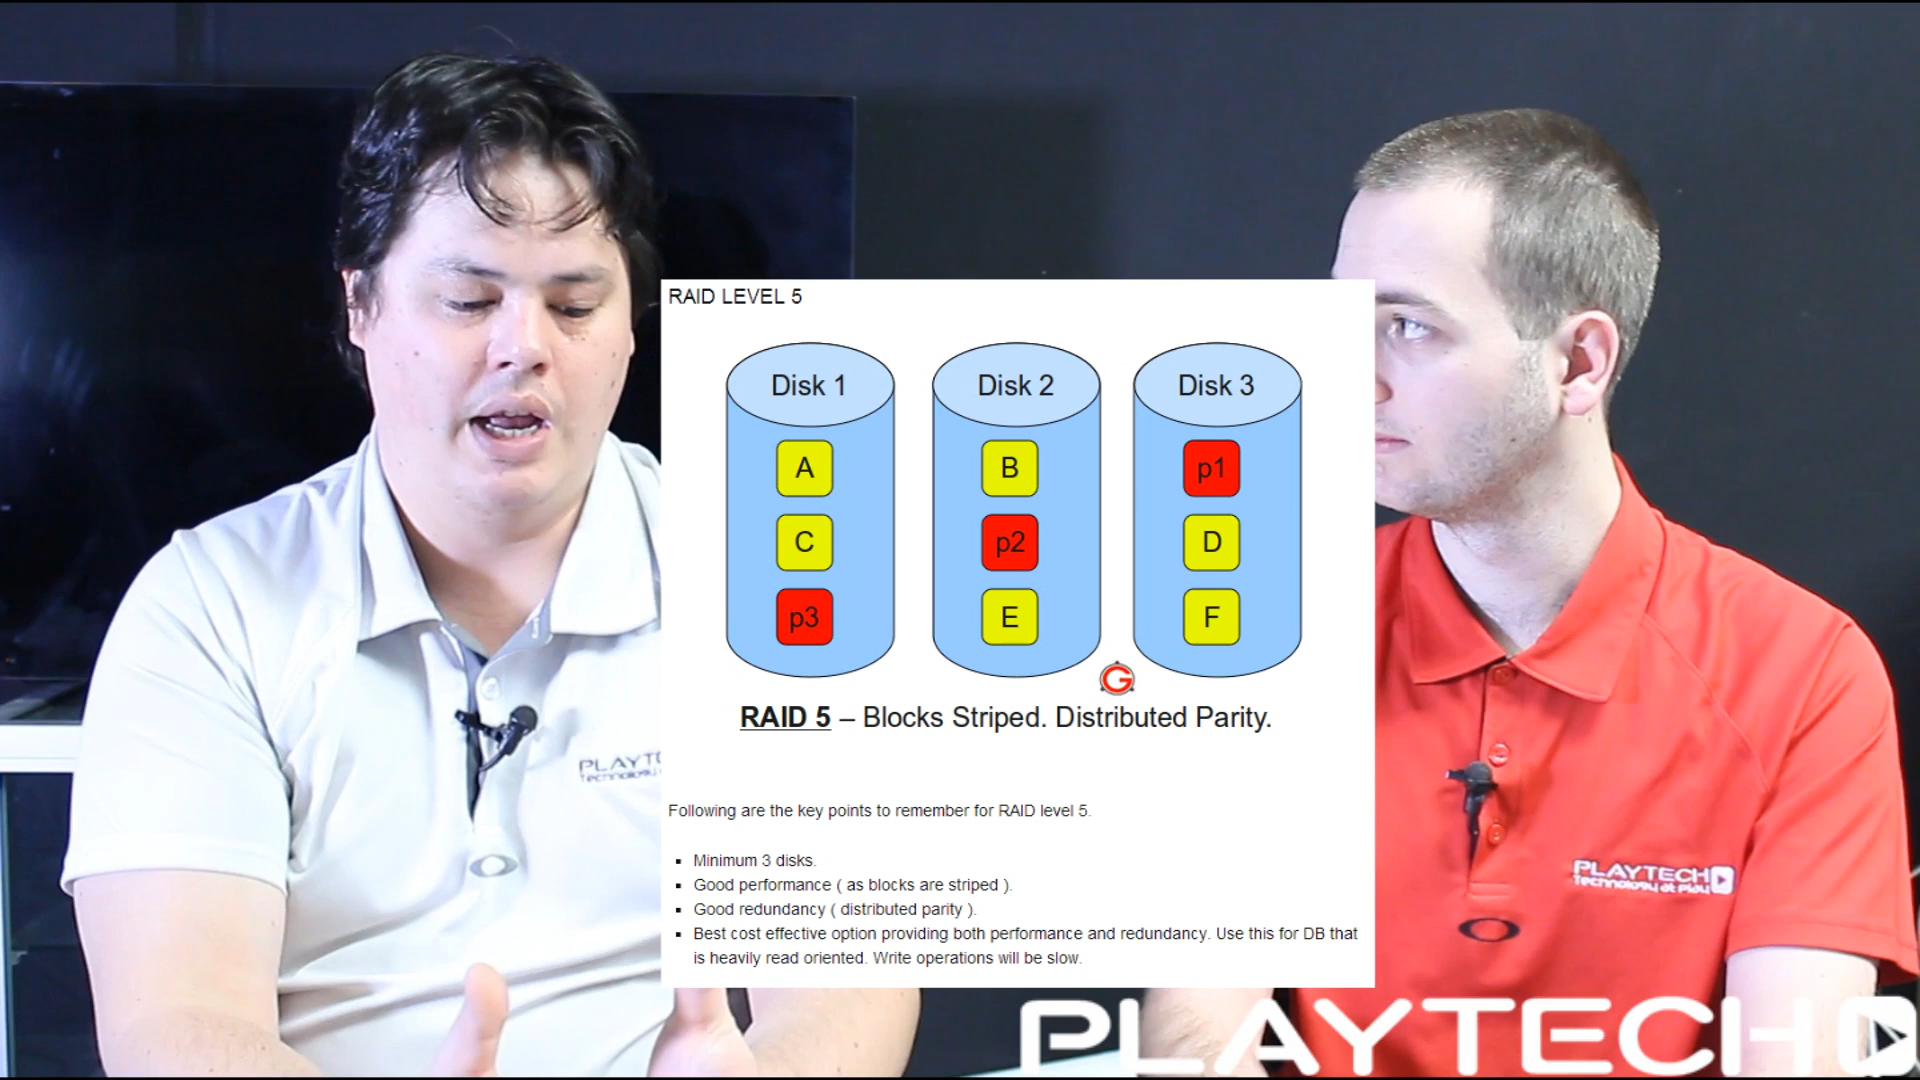 RAID LEVEL 5
Disk 1 Disk 2 Disk 3
A B p1
C p2 D
p3 E F
G
RAID 5 – Blocks Striped. Distributed Parity.
Following are the key points to remember for RAID level 5.
▪ Minimum 3 disks.
▪ Good performance ( as blocks are striped ).
▪ Good redundancy ( distributed parity ).
▪ Best cost effective option providing both performance and redundancy. Use this for DB that
is heavily read oriented. Write operations will be slow.
PLAYTECH
Technology at Play
PLAYTECH